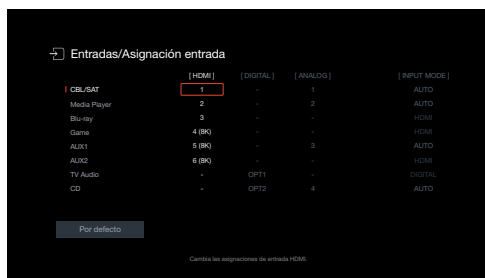 Entradas/Asignación entrada
[ HDMI ] [ DIGITAL ] [ ANALOG ] [ INPUT MODE ]
CBL/SAT 1 - 1 AUTO
Media Player 2 - 2 AUTO
Blu-ray 3 - - HDMI
Game 4 (8K) - - HDMI
AUX1 5 (8K) - 3 AUTO
AUX2 6 (8K) - - HDMI
TV Audio - OPT1 - DIGITAL
CD - OPT2 4 AUTO
Por defecto
Cambia las asignaciones de entrada HDMI.